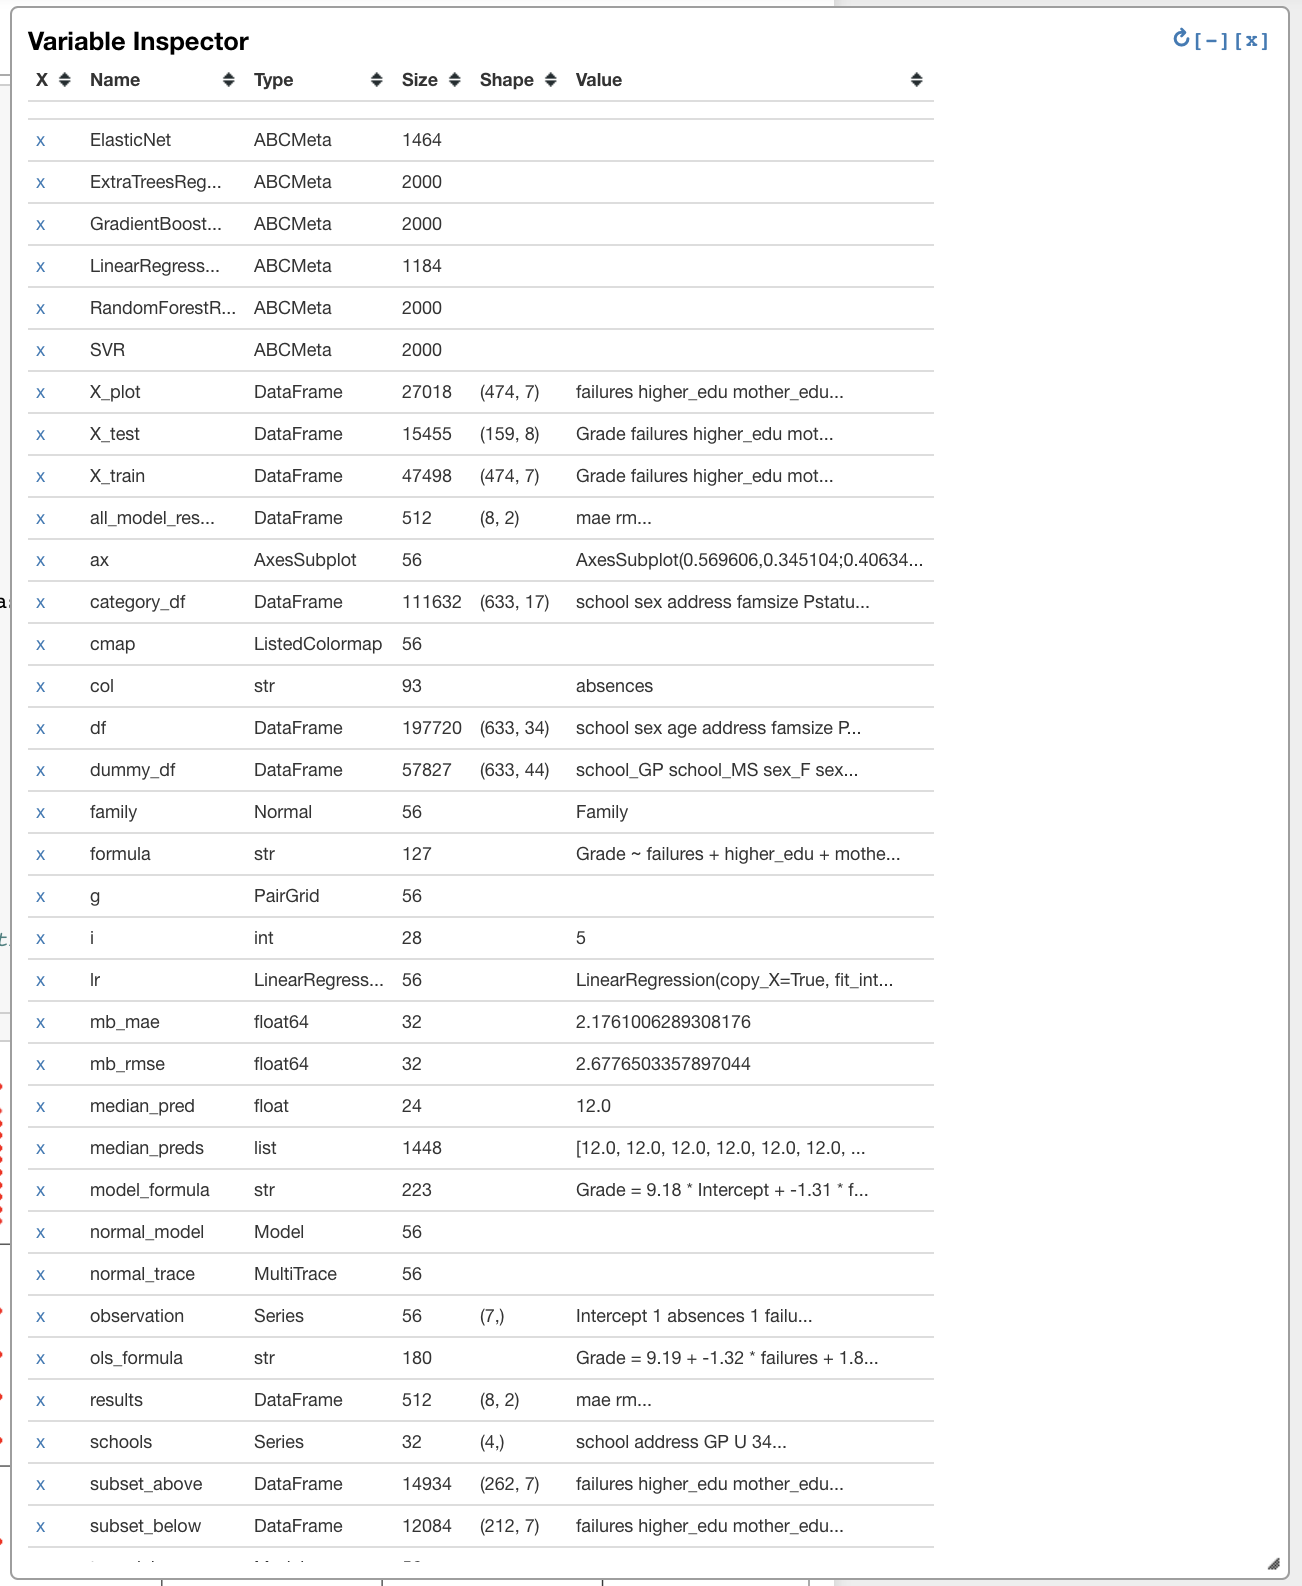 Variable Inspector [-] [x]
X Name Type Size Shape Value
x ElasticNet ABCMeta 1464
x ExtraTreesReg... ABCMeta 2000
x GradientBoost... ABCMeta 2000
x LinearRegress... ABCMeta 1184
x RandomForestR... ABCMeta 2000
x SVR ABCMeta 2000
x X_plot DataFrame 27018 (474, 7) failures higher_edu mother_edu...
x X_test DataFrame 15455 (159, 8) Grade failures higher_edu mot...
x X_train DataFrame 47498 (474, 7) Grade failures higher_edu mot...
x all_model_res... DataFrame 512 (8, 2) mae rm...
x ax AxesSubplot 56 AxesSubplot(0.569606,0.345104;0.40634...
x category_df DataFrame 111632 (633, 17) school sex address famsize Pstatu...
x cmap ListedColormap 56
x col str 93 absences
x df DataFrame 197720 (633, 34) school sex age address famsize P...
x dummy_df DataFrame 57827 (633, 44) school_GP school_MS sex_F sex...
x family Normal 56 Family
x formula str 127 Grade ~ failures + higher_edu + mothe...
x g PairGrid 56
x i int 28 5
x lr LinearRegress... 56 LinearRegression(copy_X=True, fit_int...
x mb_mae float64 32 2.1761006289308176
x mb_rmse float64 32 2.6776503357897044
x median_pred float 24 12.0
x median_preds list 1448 [12.0, 12.0, 12.0, 12.0, 12.0, 12.0, ...
x model_formula str 223 Grade = 9.18 * Intercept + -1.31 * f...
x normal_model Model 56
x normal_trace MultiTrace 56
x observation Series 56 (7,) Intercept 1 absences 1 failu...
x ols_formula str 180 Grade = 9.19 + -1.32 * failures + 1.8...
x results DataFrame 512 (8, 2) mae rm...
x schools Series 32 (4,) school address GP U 34...
x subset_above DataFrame 14934 (262, 7) failures higher_edu mother_edu...
x subset_below DataFrame 12084 (212, 7) failures higher_edu mother_edu...